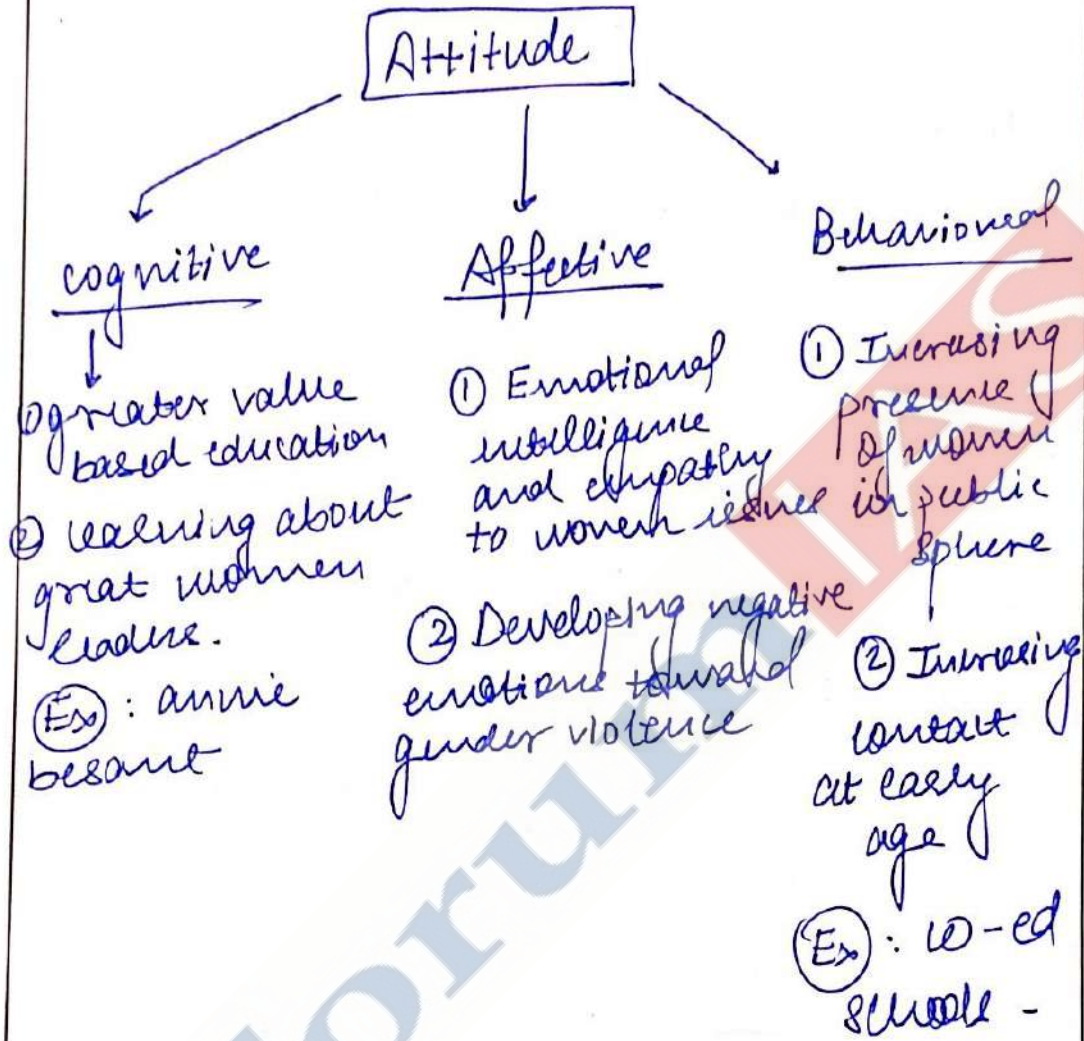 Attitude
cognitive
① greater value
based education
② learning about
great women
leaders.
Ex : annie
besant
Affective
① Emotional
intelligence
and empathy
to women issues
② Developing negative
emotions toward
gender violence
Behavioural
① Increasing
presence
of women
in public
sphere
② Increasing
contact
at early
age
Ex : co-ed
schools -
forum IAS